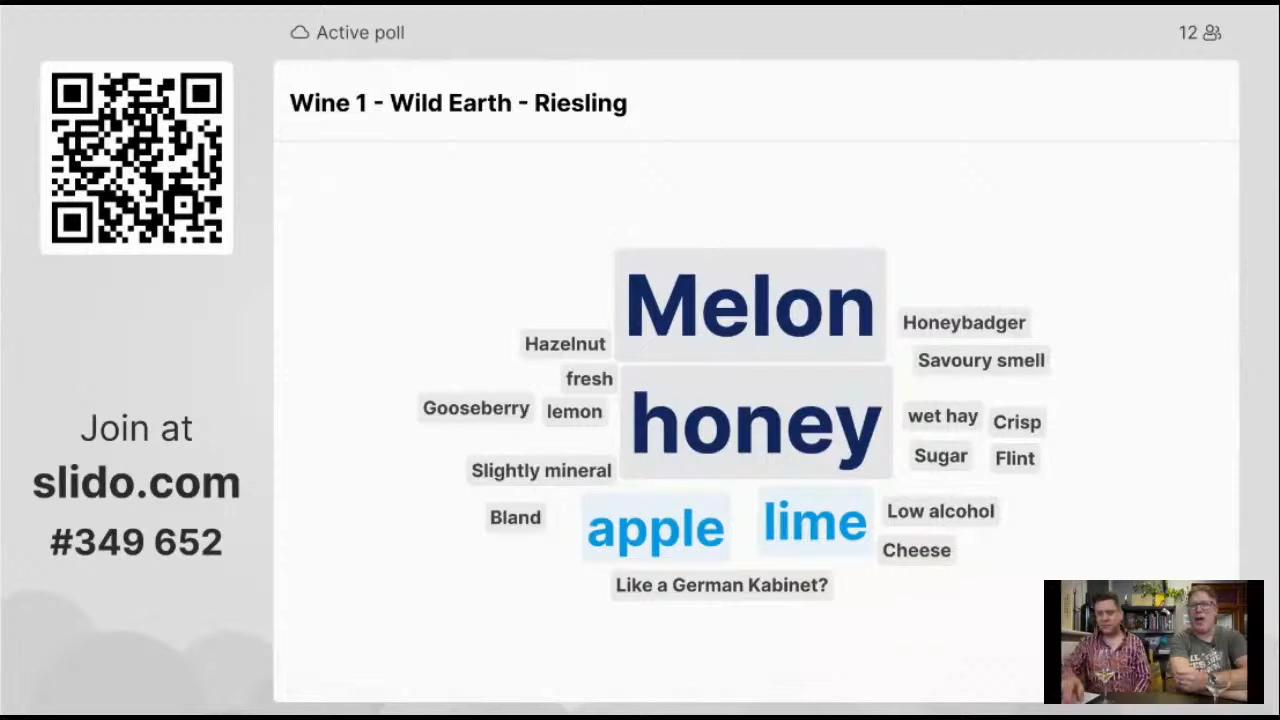 Active poll
12
Wine 1 - Wild Earth - Riesling
Melon
Honeybadger
Hazelnut
Savoury smell
fresh
Gooseberry
lemon
honey
wet hay
Crisp
Sugar
Flint
Slightly mineral
Bland
apple
lime
Low alcohol
Cheese
Like a German Kabinet?
Join at
slido.com
#349 652